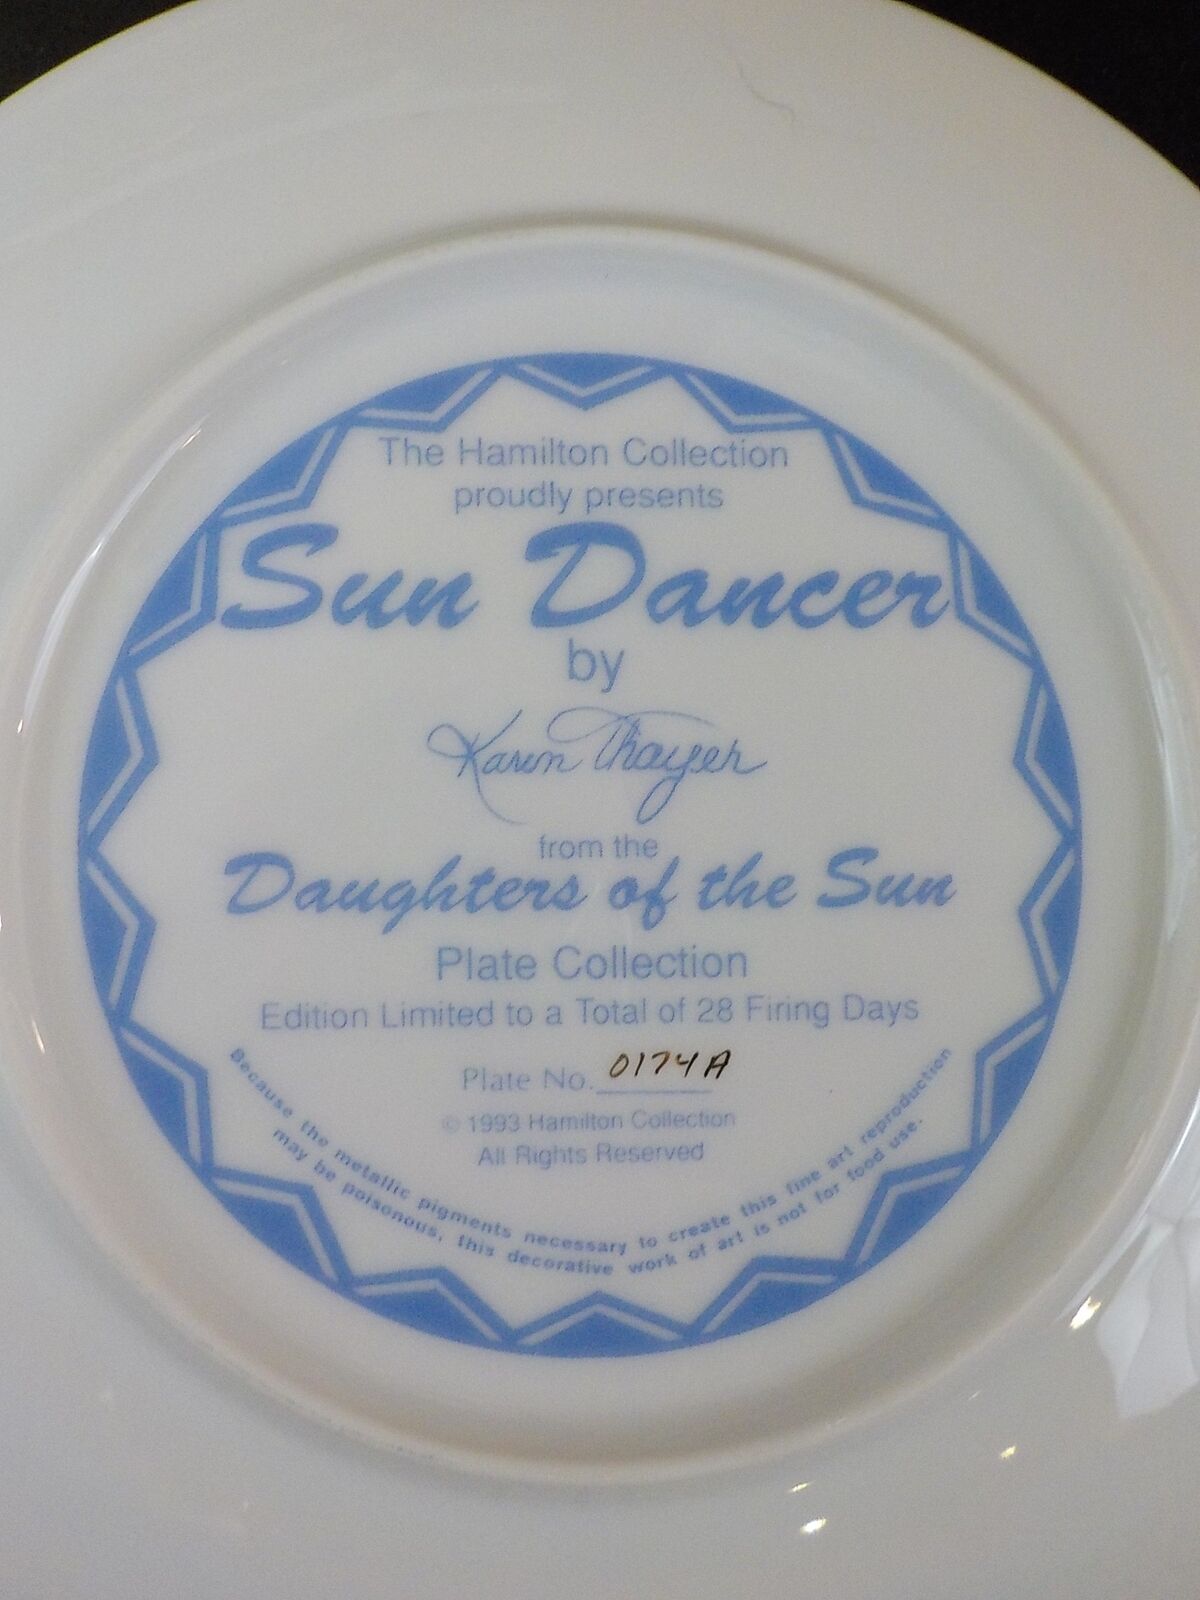 The Hamilton Collection
proudly presents
Sun Dancer
by
Karen Thayer
from the
Daughters of the Sun
Plate Collection
Edition Limited to a Total of 28 Firing Days
Plate No. 0174A
© 1993 Hamilton Collection
All Rights Reserved
Because the metallic pigments necessary to create this fine art reproduction
may be poisonous, this decorative work of art is not for food use.